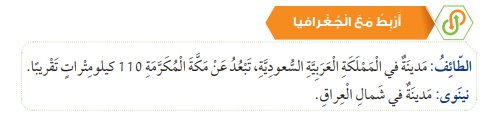 أَرْبِطُ مَعَ الْجُغْرافيا
الطّائِفُ: مَدينَةٌ في الْمَمْلَكَةِ الْعَرَبِيَّةِ السُّعودِيَّةِ، تَبْعُدُ عَنْ مَكَّةَ الْمُكَرَّمَةِ 110 كيلومِتْراتٍ تَقْريبًا.
نينَوى: مَدينَةٌ في شَمالِ الْعِراقِ.